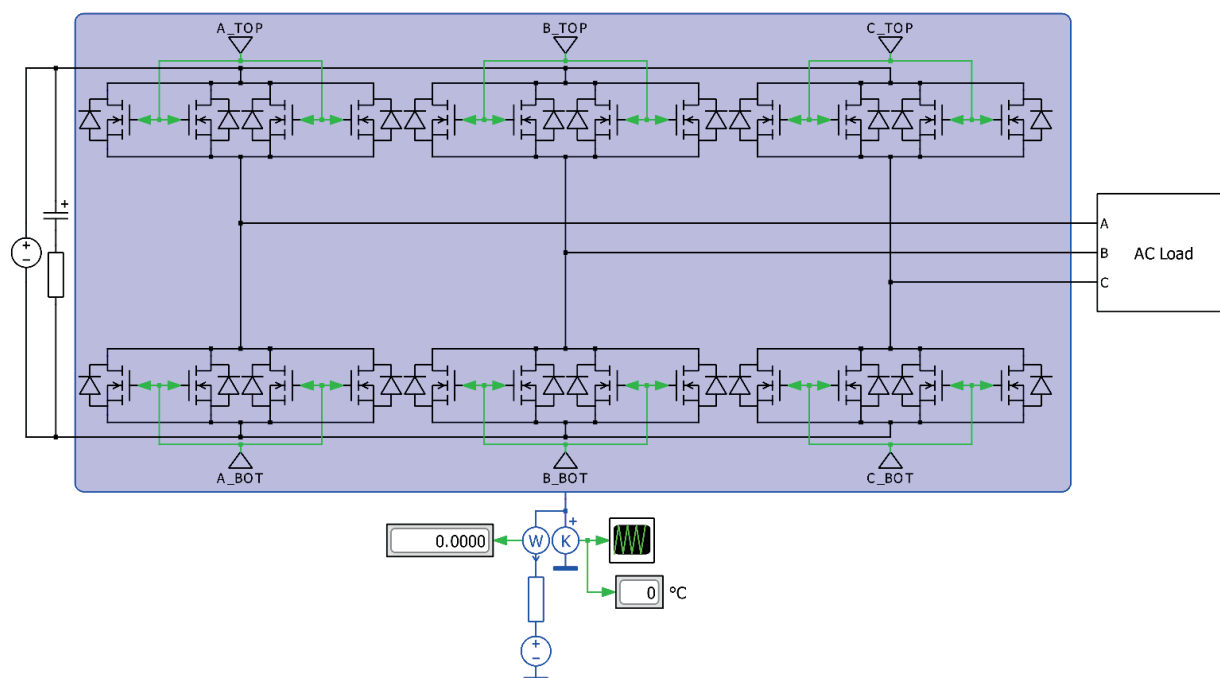 A_TOP
B_TOP
C_TOP
A
B
C
AC Load
A_BOT
B_BOT
C_BOT
0.0000
W
K
0
°C